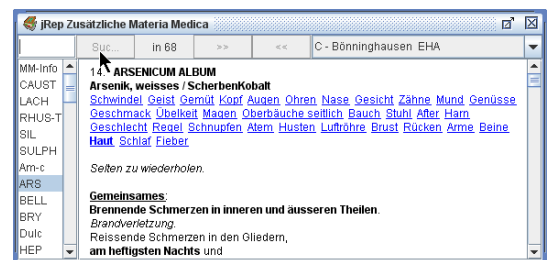 jRep Zusätzliche Materia Medica
Suc... in 68 >> << C - Bönninghausen EHA
MM-Info
CAUST
LACH
RHUS-T
SIL
SULPH
Am-c
ARS
BELL
BRY
Dulc
HEP
14. ARSENICUM ALBUM
Arsenik, weisses / ScherbenKobalt
Schwindel Geist Gemüt Kopf Augen Ohren Nase Gesicht Zähne Mund Genüsse
Geschmack Übelkeit Magen Oberbäuche seitlich Bauch Stuhl After Harn
Geschlecht Regel Schnupfen Atem Husten Luftröhre Brust Rücken Arme Beine
Haut Schlaf Fieber
Selten zu wiederholen.
Gemeinsames:
Brennende Schmerzen in inneren und äusseren Theilen.
Brandverletzung.
Reissende Schmerzen in den Gliedern,
am heftigsten Nachts und